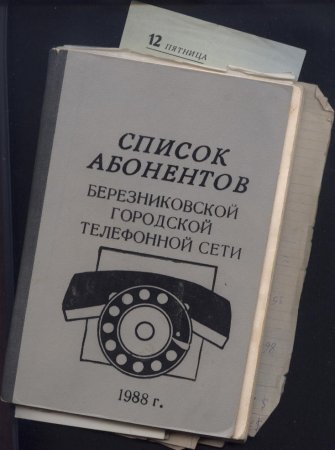 12 ПЯТНИЦА
СПИСОК
АБОНЕНТОВ
БЕРЕЗНИКОВСКОЙ
ГОРОДСКОЙ
ТЕЛЕФОННОЙ СЕТИ
1988 г.